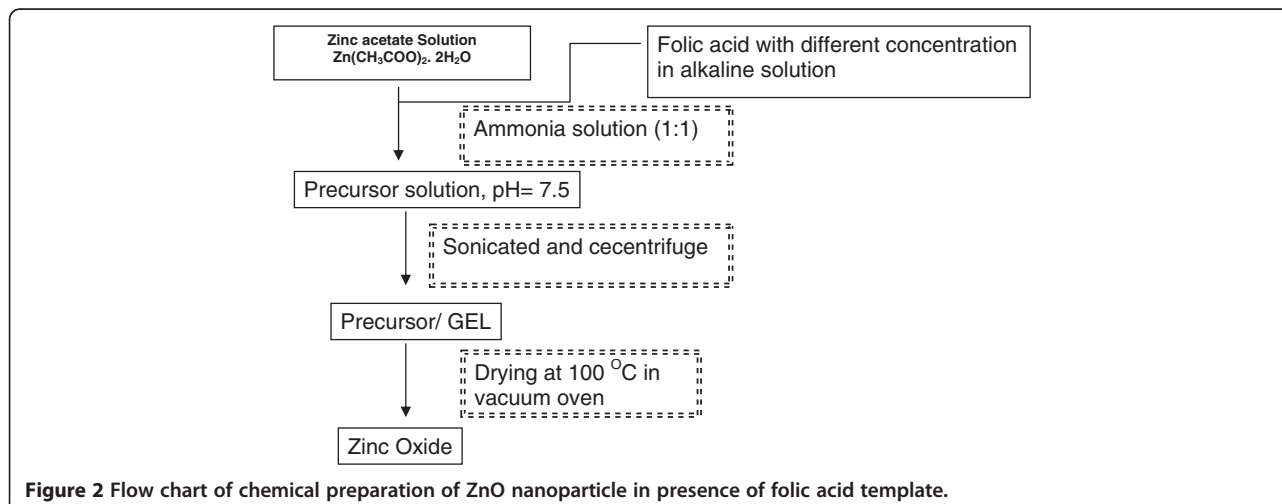 Zinc acetate Solution
Zn(CH₃COO)₂. 2H₂O
Folic acid with different concentration
in alkaline solution
Ammonia solution (1:1)
Precursor solution, pH= 7.5
Sonicated and cecentrifuge
Precursor/ GEL
Drying at 100 ᴼC in
vacuum oven
Zinc Oxide
Figure 2 Flow chart of chemical preparation of ZnO nanoparticle in presence of folic acid template.